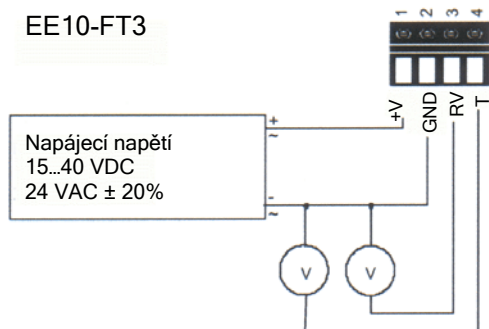 EE10-FT3
1 2 3 4
+V GND RV T
+
~
Napájecí napětí
15...40 VDC
24 VAC ± 20%
-
~
V V